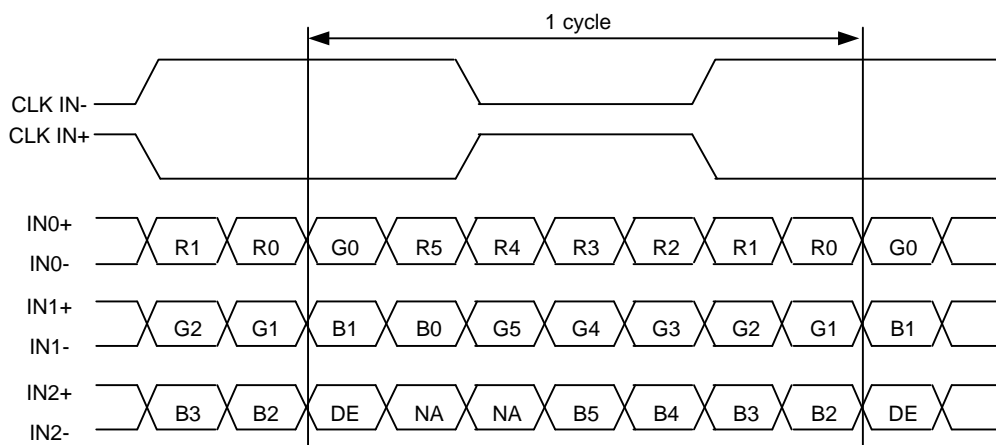 1 cycle
CLK IN-
CLK IN+
IN0+
R1 R0 G0 R5 R4 R3 R2 R1 R0 G0
IN0-
IN1+
G2 G1 B1 B0 G5 G4 G3 G2 G1 B1
IN1-
IN2+
B3 B2 DE NA NA B5 B4 B3 B2 DE
IN2-